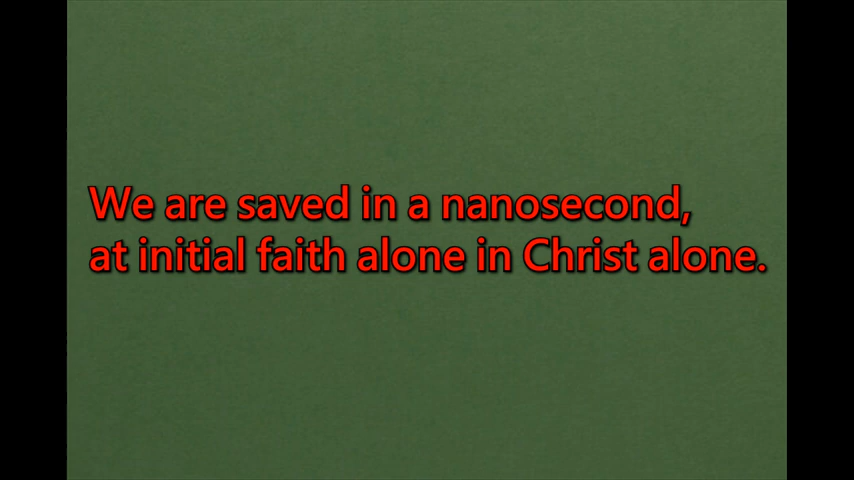 We are saved in a nanosecond,
at initial faith alone in Christ alone.